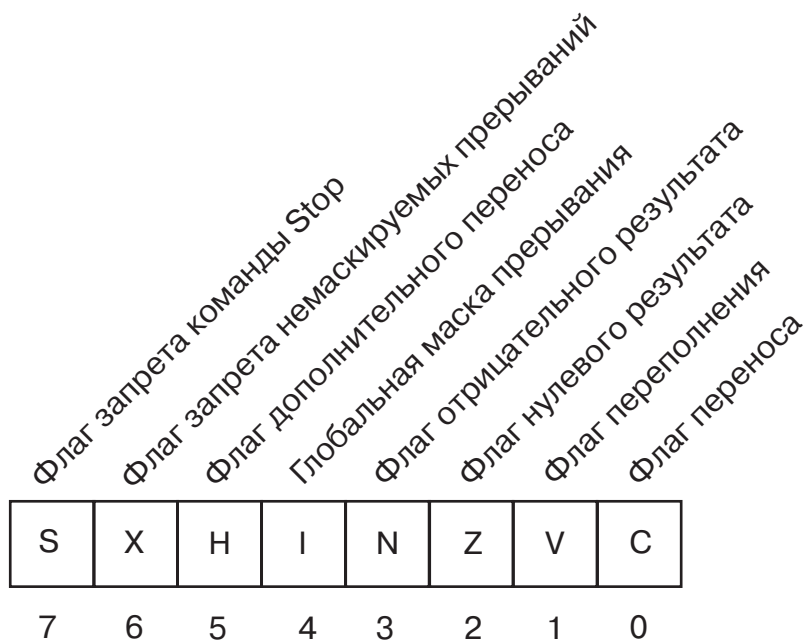 Флаг запрета команды Stop
Флаг запрета немаскируемых прерываний
Флаг дополнительного переноса
Глобальная маска прерывания
Флаг отрицательного результата
Флаг нулевого результата
Флаг переполнения
Флаг переноса
S X H I N Z V C
7 6 5 4 3 2 1 0